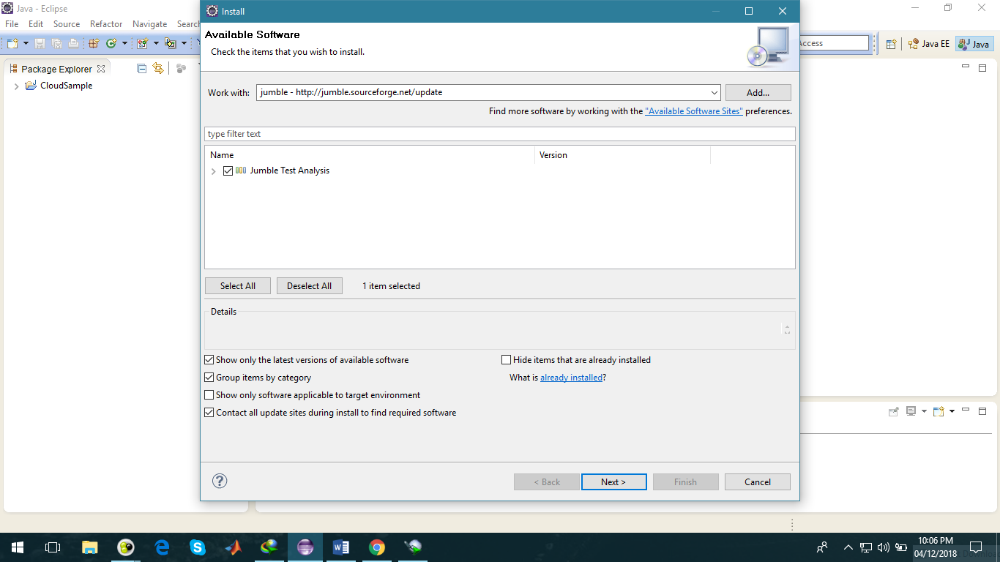 Java - Eclipse
File Edit Source Refactor Navigate Search
Install
Available Software
Check the items that you wish to install.
Access
Java EE
Java
Package Explorer
CloudSample
Work with:
jumble - http://jumble.sourceforge.net/update
Add...
Find more software by working with the "Available Software Sites" preferences.
type filter text
Name
Version
Jumble Test Analysis
Select All
Deselect All
1 item selected
Details
Show only the latest versions of available software
Hide items that are already installed
Group items by category
What is already installed?
Show only software applicable to target environment
Contact all update sites during install to find required software
?
< Back
Next >
Finish
Cancel
10:06 PM
04/12/2018